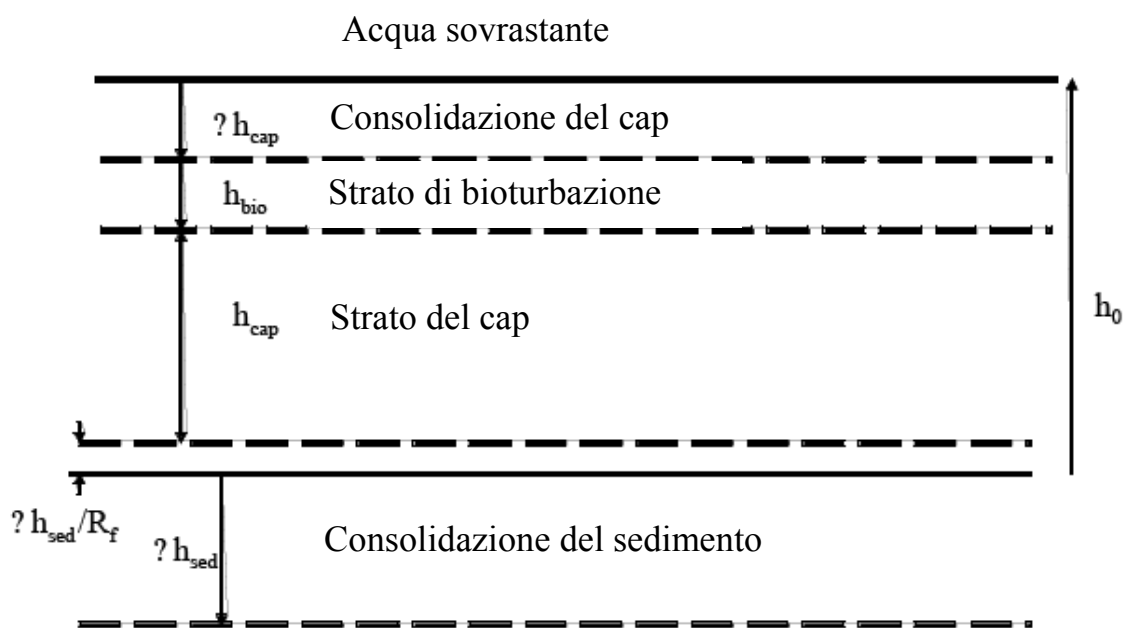 Acqua sovrastante
? h_cap Consolidazione del cap
h_bio Strato di bioturbazione
h_cap Strato del cap
h_0
? h_sed/R_f
? h_sed Consolidazione del sedimento